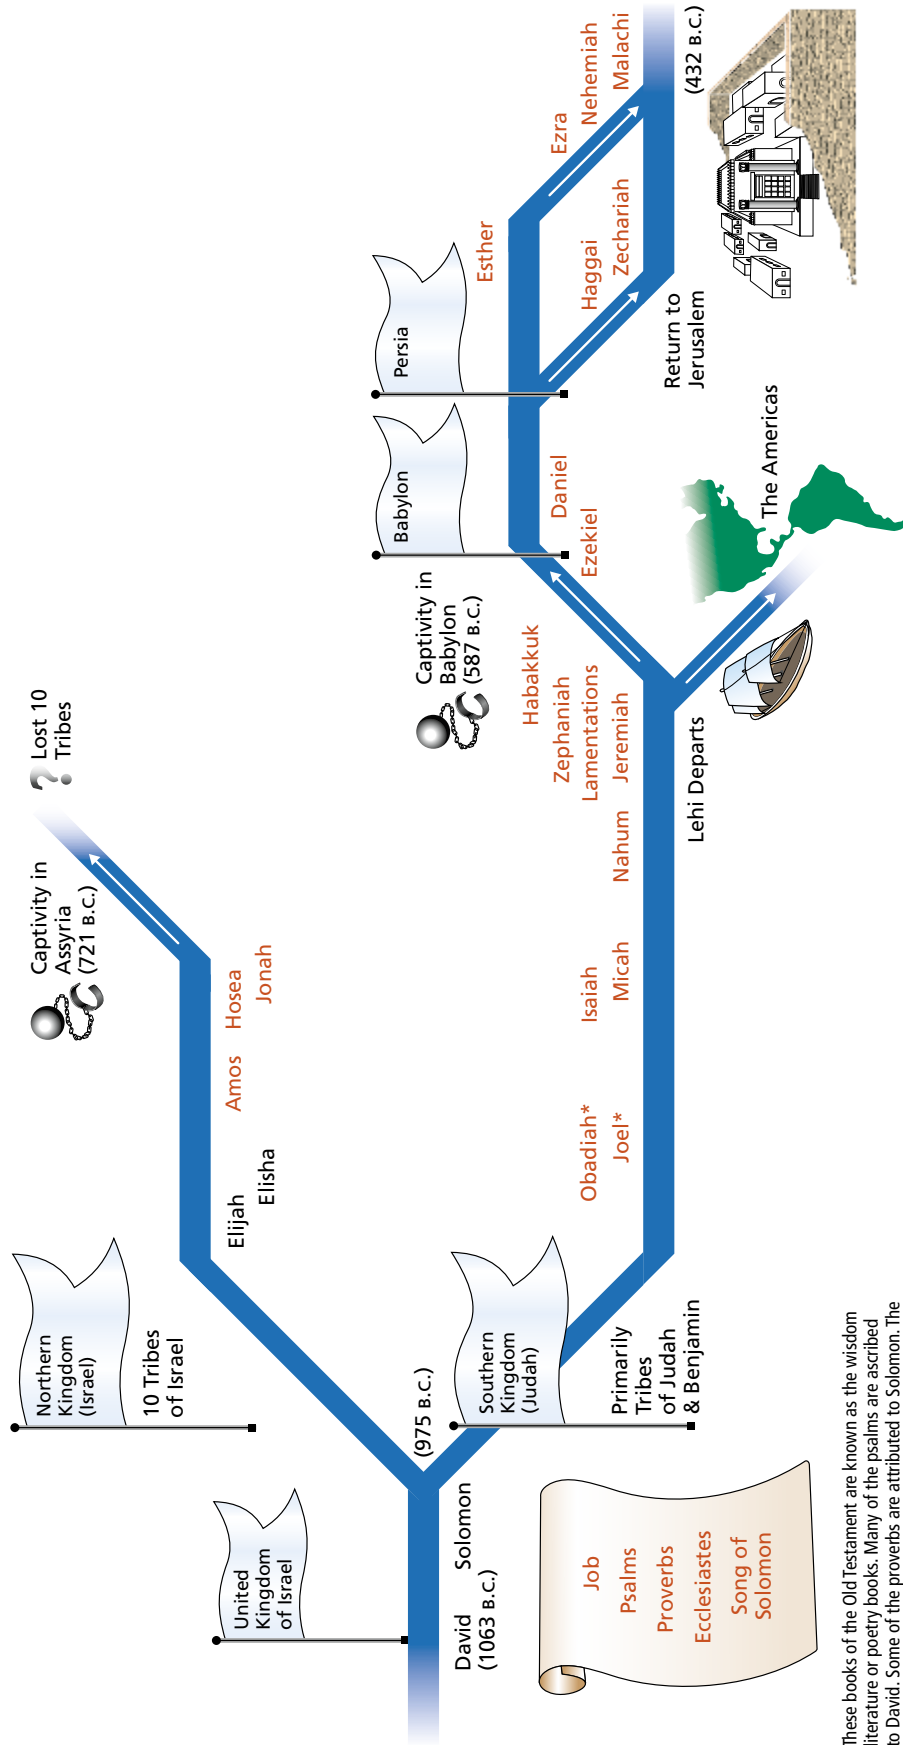 United
Kingdom
of Israel
David
(1063 B.C.)
Solomon
(975 B.C.)
Northern
Kingdom
(Israel)
10 Tribes
of Israel
Elijah
Elisha
Amos
Hosea
Jonah
Captivity in
Assyria
(721 B.C.)
? Lost 10
Tribes
Southern
Kingdom
(Judah)
Primarily
Tribes
of Judah
& Benjamin
Obadiah*
Joel*
Isaiah
Micah
Nahum
Habakkuk
Zephaniah
Lamentations
Jeremiah
Lehi Departs
The Americas
Captivity in
Babylon
(587 B.C.)
Babylon
Ezekiel
Daniel
Persia
Esther
Haggai
Zechariah
Return to
Jerusalem
Ezra
Nehemiah
Malachi
(432 B.C.)
Job
Psalms
Proverbs
Ecclesiastes
Song of
Solomon
These books of the Old Testament are known as the wisdom
literature or poetry books. Many of the psalms are ascribed
to David. Some of the proverbs are attributed to Solomon. The